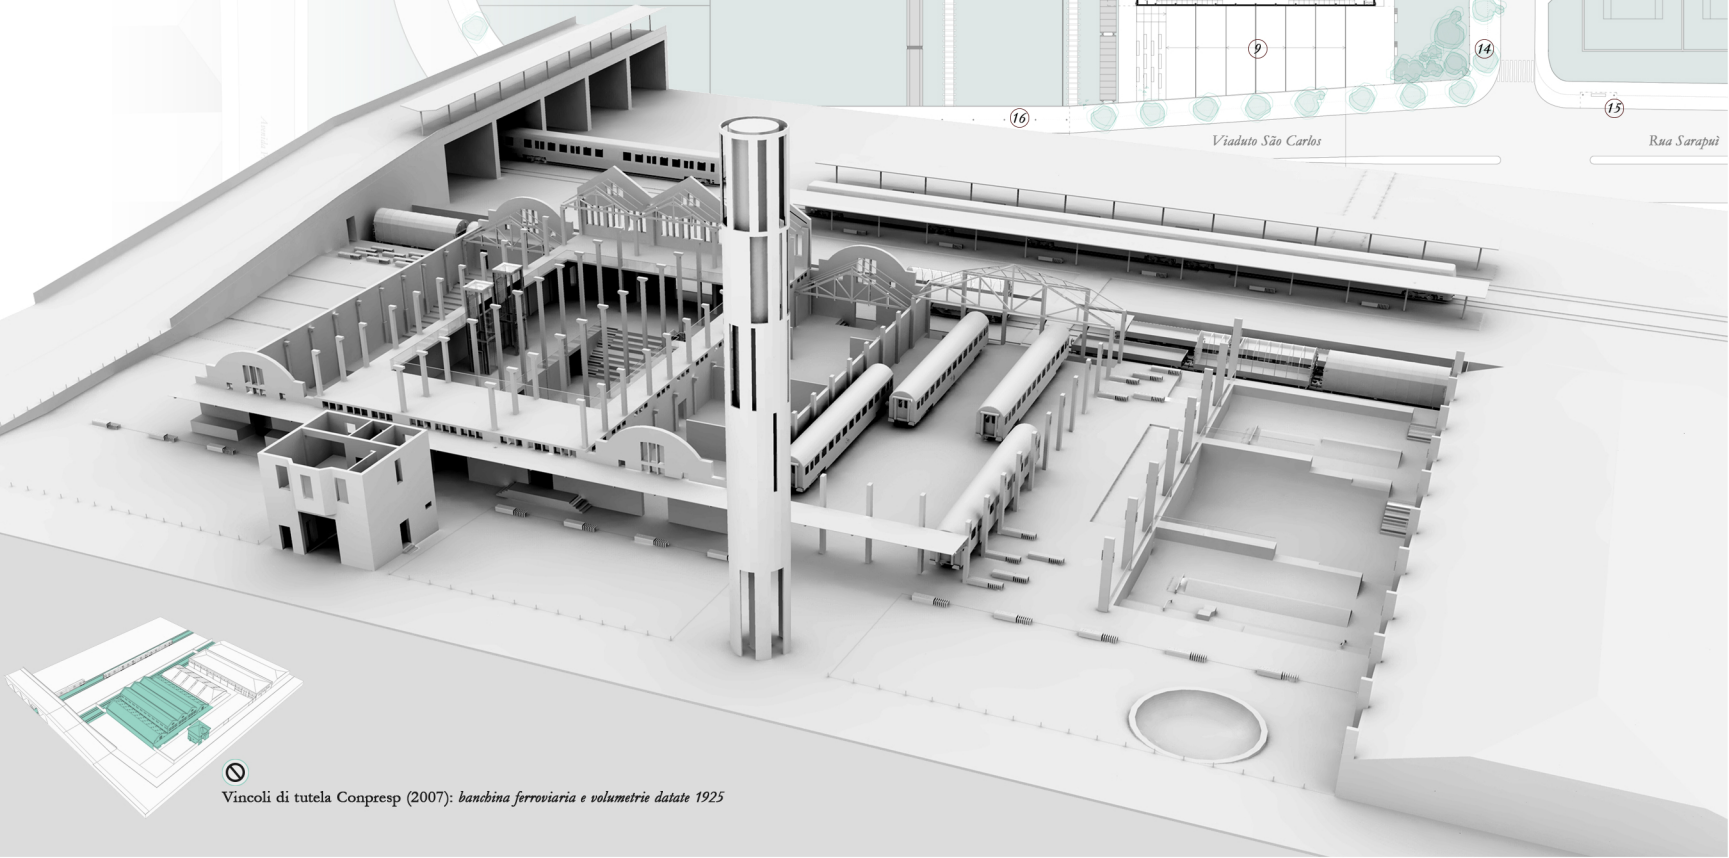 9
14
16
15
Viaduto São Carlos
Rua Sarapuì
Vincoli di tutela Conpresp (2007): banchina ferroviaria e volumetrie datate 1925